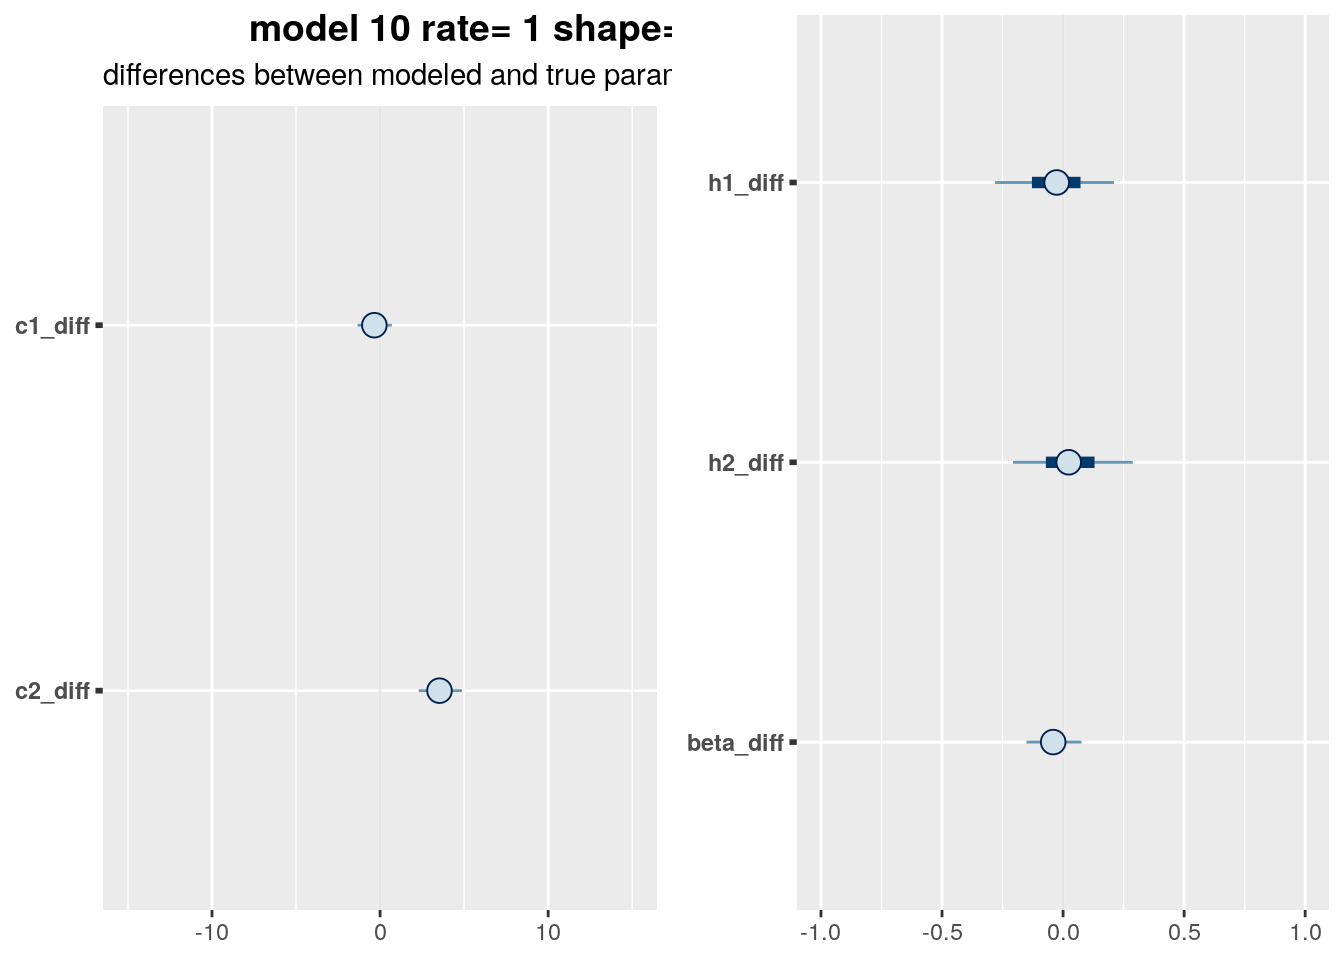 model 10 rate= 1 shape=
differences between modeled and true
c1_diff
c2_diff
-10 0 10
h1_diff
h2_diff
beta_diff
-1.0 -0.5 0.0 0.5 1.0